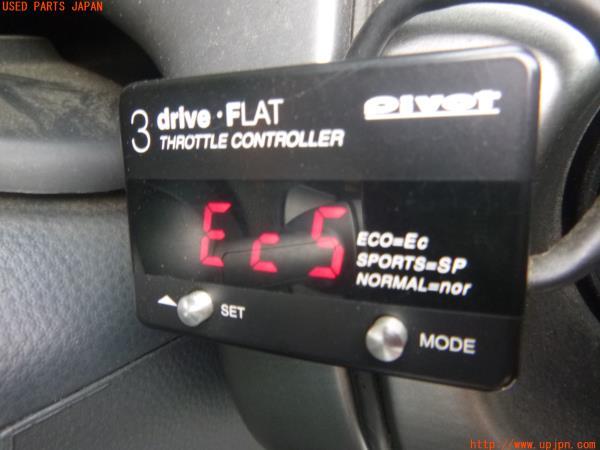 USED PARTS JAPAN
3 drive・FLAT
THROTTLE CONTROLLER
pivot
Ec5
ECO=Ec
SPORTS=SP
NORMAL=nor
SET
MODE
http://www.upjpn.com/